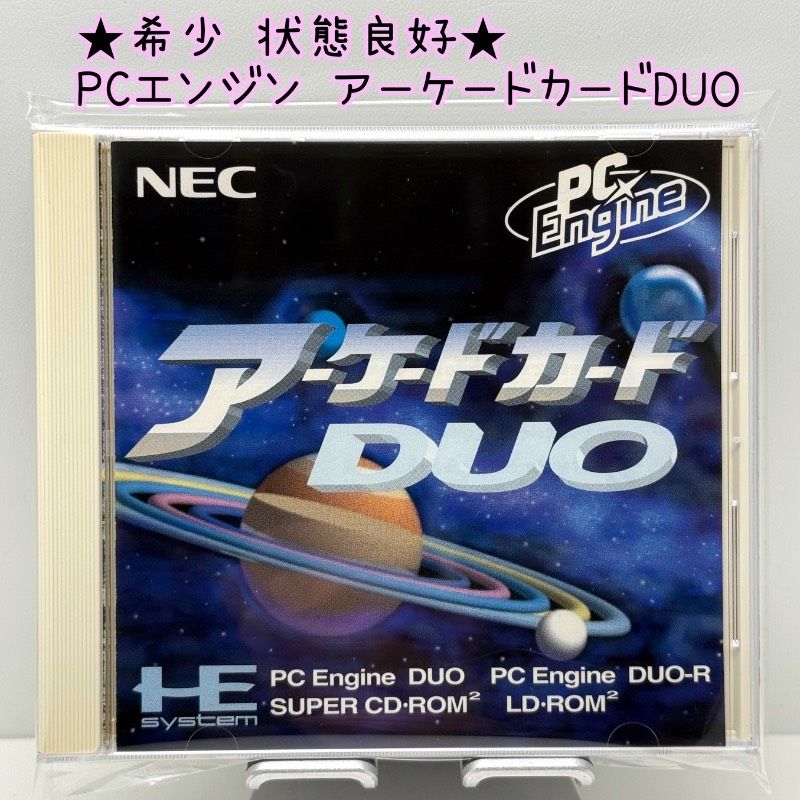 ★希少 状態良好★
PCエンジン アーケードカードDUO
NEC
PC
Engine
アーケードカード
DUO
HE
system
PC Engine DUO PC Engine DUO-R
SUPER CD・ROM² LD・ROM²